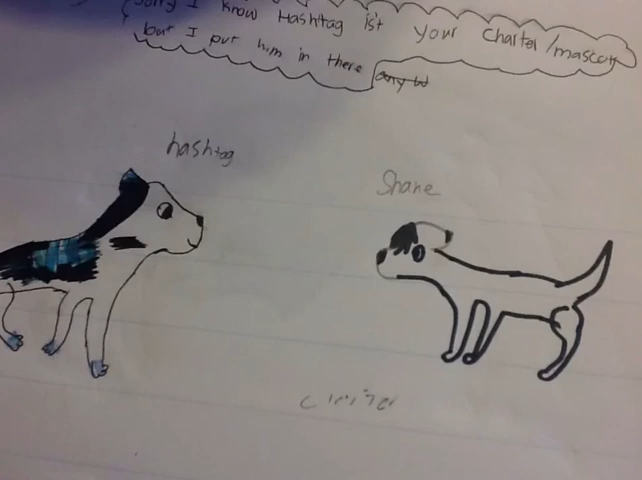 Sorry I know Hashtag is't your Charter/mascott
but I put him in there
hashtag
Shane